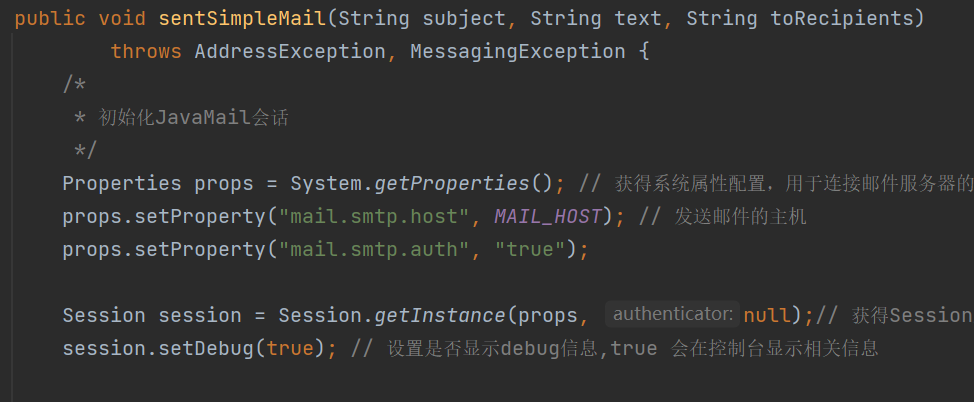 public void sentSimpleMail(String subject, String text, String toRecipients)
throws AddressException, MessagingException {
/*
* 初始化JavaMail会话
*/
Properties props = System.getProperties(); // 获得系统属性配置，用于连接邮件服务器的
props.setProperty("mail.smtp.host", MAIL_HOST); // 发送邮件的主机
props.setProperty("mail.smtp.auth", "true");
Session session = Session.getInstance(props, authenticator: null);// 获得Session
session.setDebug(true); // 设置是否显示debug信息,true 会在控制台显示相关信息